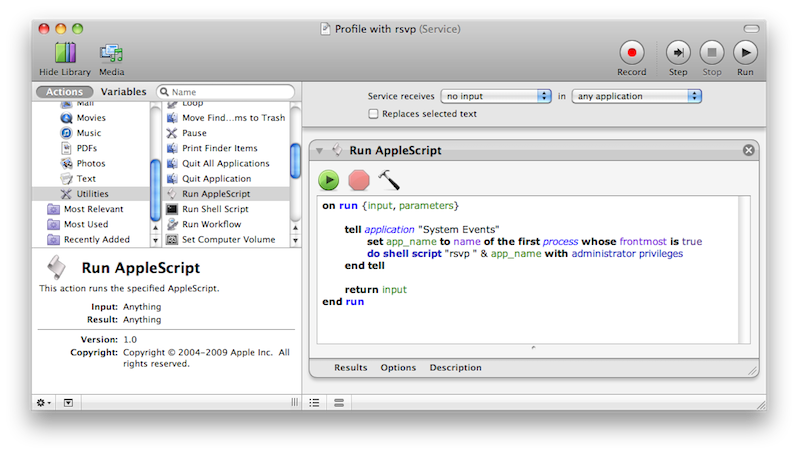 Profile with rsvp (Service)
Hide Library
Media
Record
Step
Stop
Run
Actions
Variables
Name
Mail
Movies
Music
PDFs
Photos
Text
Utilities
Most Relevant
Most Used
Recently Added
Loop
Move Find...ms to Trash
Pause
Print Finder Items
Quit All Applications
Quit Application
Run AppleScript
Run Shell Script
Run Workflow
Set Computer Volume
Run AppleScript
This action runs the specified AppleScript.
Input: Anything
Result: Anything
Version: 1.0
Copyright: Copyright © 2004–2009 Apple Inc. All
rights reserved.
Service receives no input in any application
Replaces selected text
Run AppleScript
on run {input, parameters}
tell application "System Events"
set app_name to name of the first process whose frontmost is true
do shell script "rsvp " & app_name with administrator privileges
end tell
return input
end run
Results Options Description